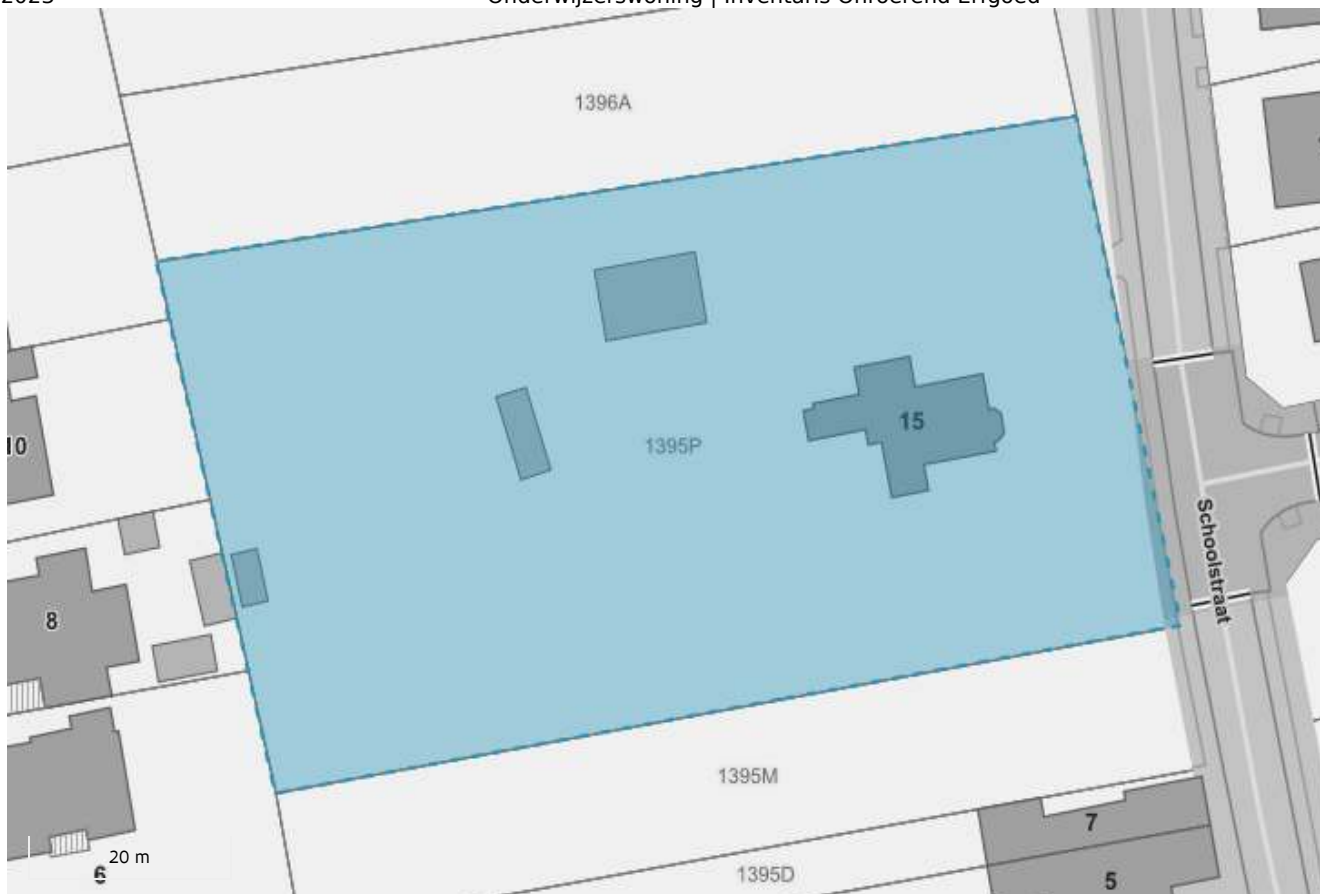 Onderwijzerswoning | Inventaris Onroerend Erfgoed
1396A
15
10
1395P
Schoolstraat
8
1395M
7
20 m
6
1395D
5